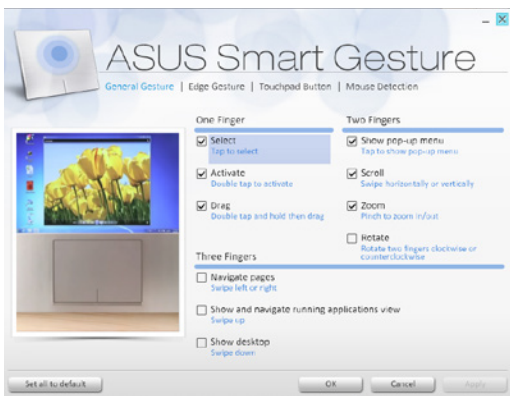 ASUS Smart Gesture
General Gesture | Edge Gesture | Touchpad Button | Mouse Detection
One Finger
Select
Tap to select
Activate
Double tap to activate
Drag
Double tap and hold then drag
Two Fingers
Show pop-up menu
Tap to show pop-up menu
Scroll
Swipe horizontally or vertically
Zoom
Pinch to zoom in/out
Rotate
Rotate two fingers clockwise or
counterclockwise
Three Fingers
Navigate pages
Swipe left or right
Show and navigate running applications view
Swipe up
Show desktop
Swipe down
Set all to default
OK
Cancel
Apply